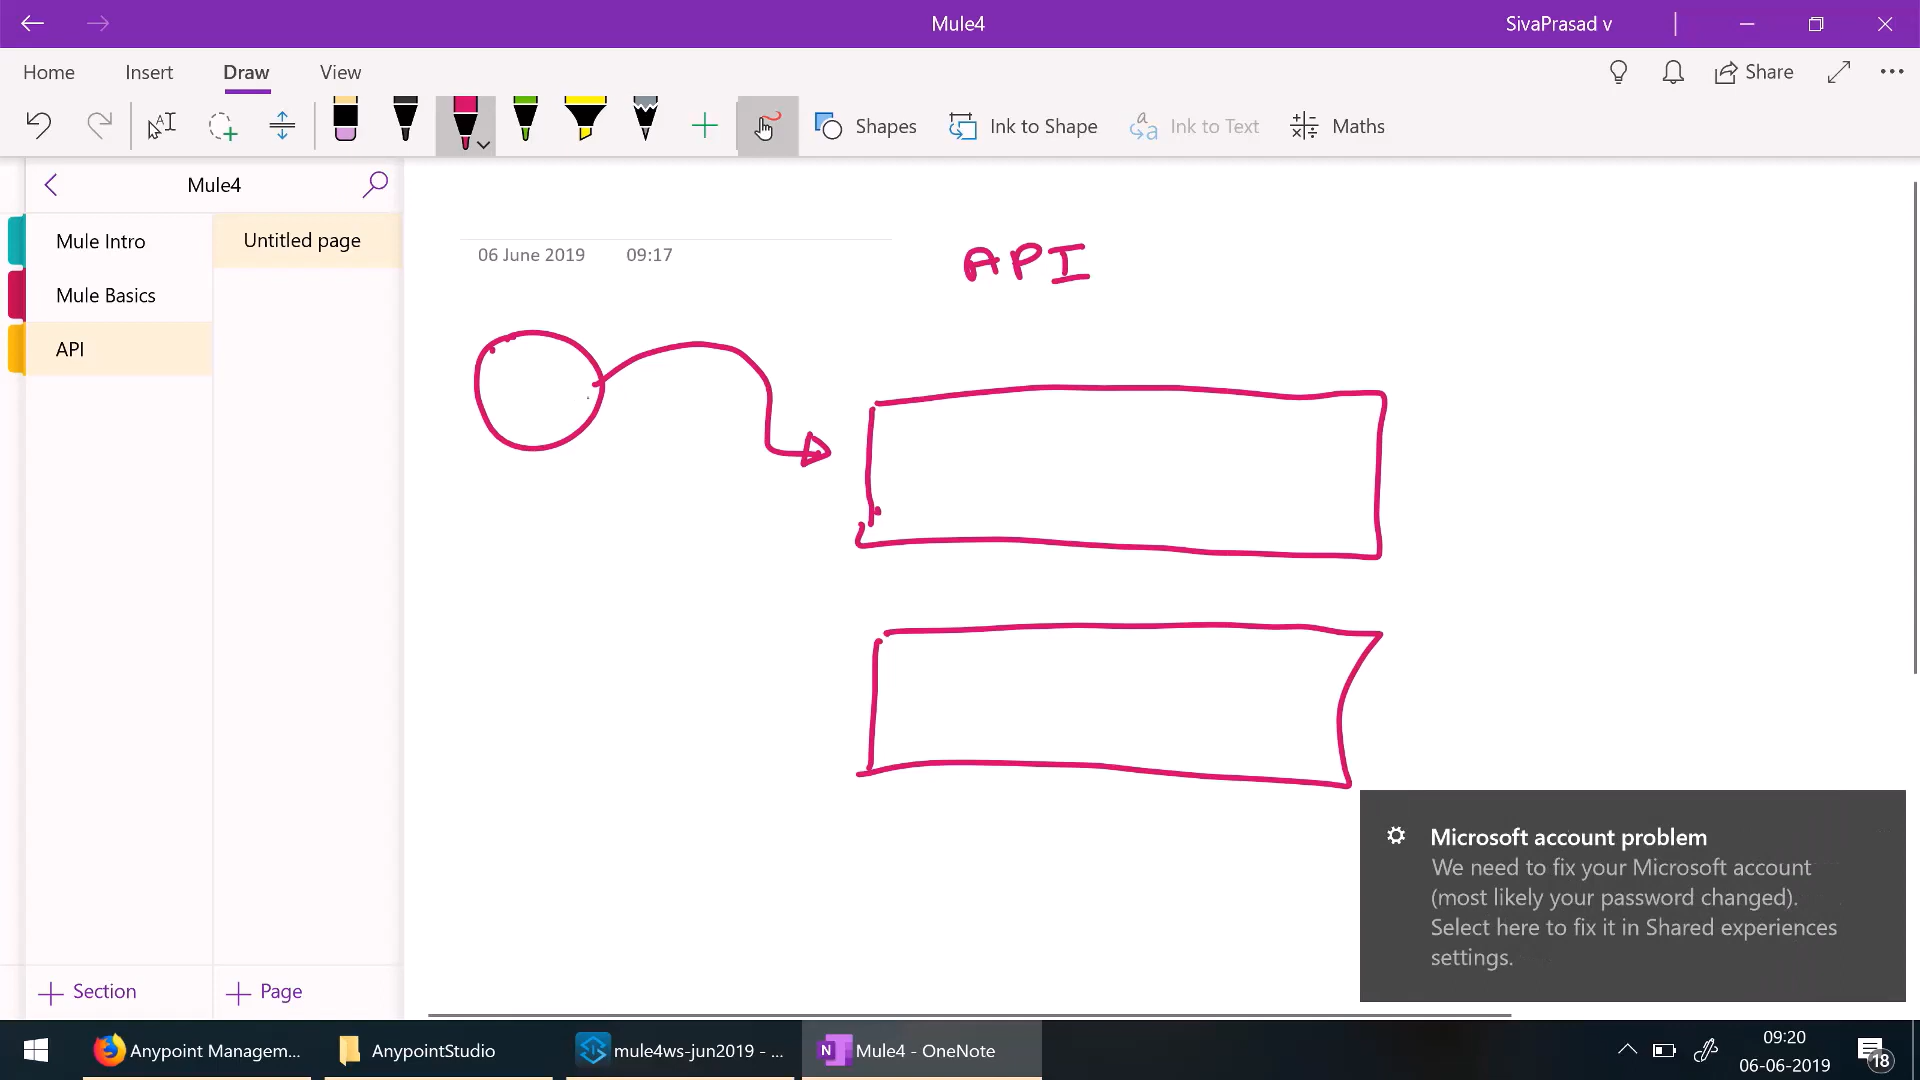 Mule4
SivaPrasad v
Home
Insert
Draw
View
Share
Shapes
Ink to Shape
Ink to Text
Maths
Mule4
Mule Intro
Untitled page
Mule Basics
API
06 June 2019
09:17
API
Microsoft account problem
We need to fix your Microsoft account
(most likely your password changed).
Select here to fix it in Shared experiences
settings.
Section
Page
Anypoint Managem...
AnypointStudio
mule4ws-jun2019 - ...
Mule4 - OneNote
09:20
06-06-2019
18